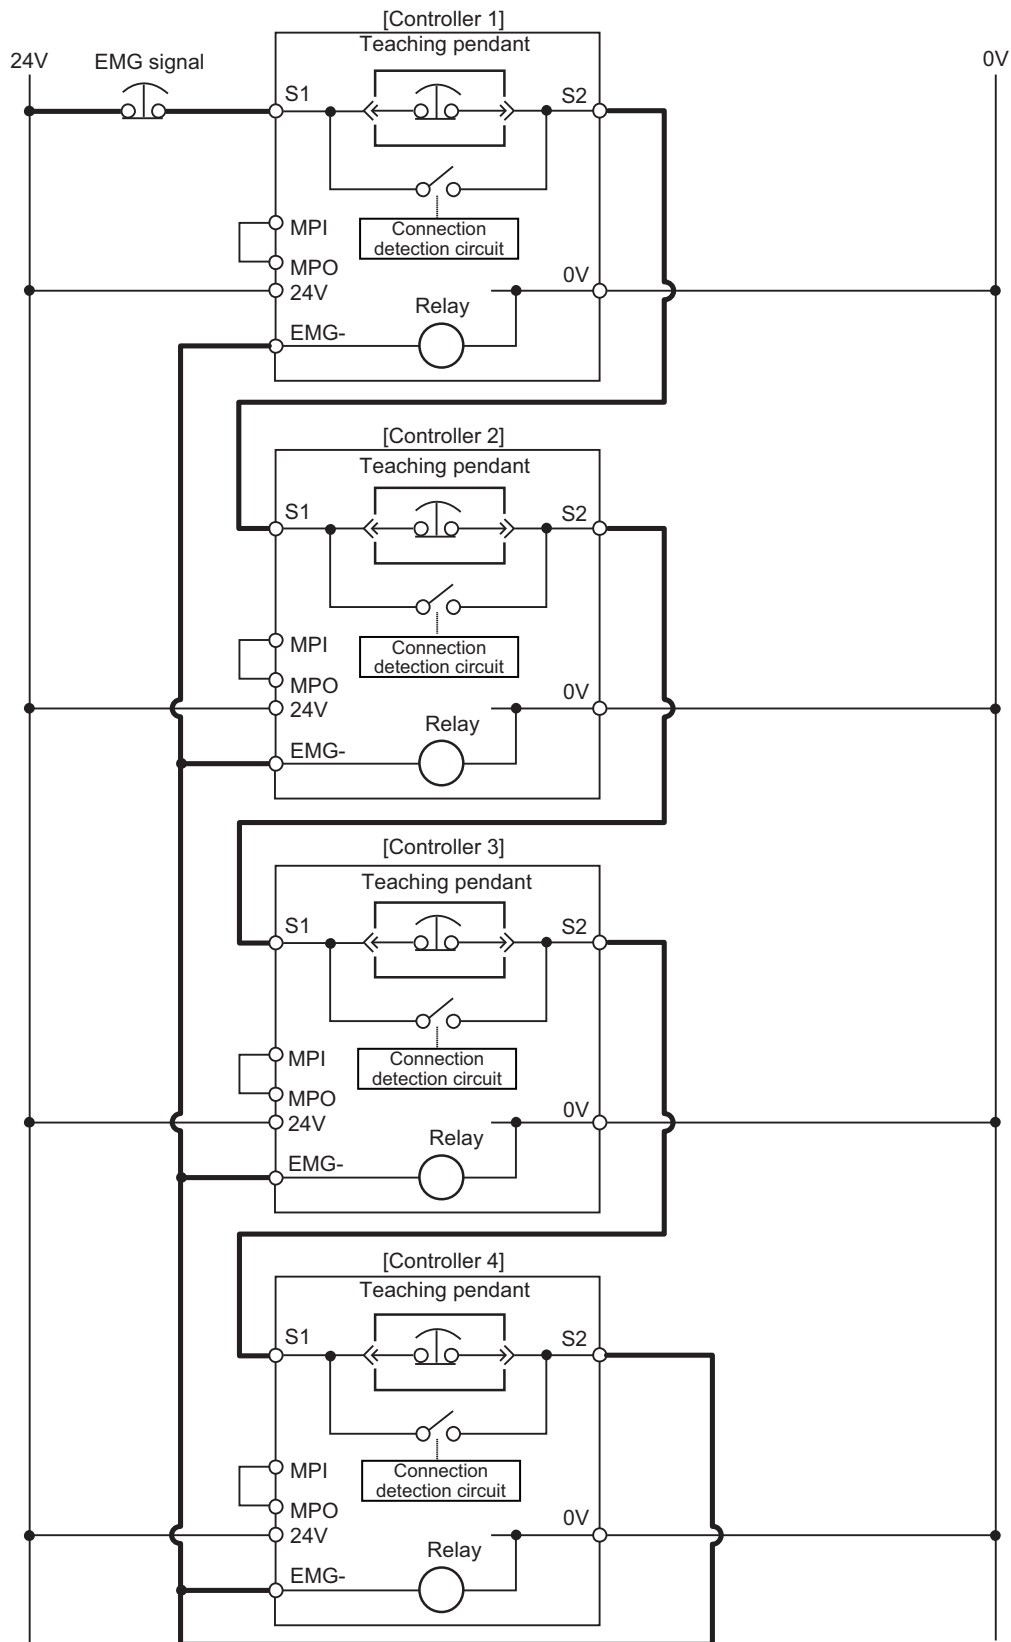 [Controller 1]
Teaching pendant
24V
EMG signal
0V
S1
S2
Connection
detection circuit
MPI
MPO
24V
0V
Relay
EMG-
[Controller 2]
Teaching pendant
S1
S2
Connection
detection circuit
MPI
MPO
24V
0V
Relay
EMG-
[Controller 3]
Teaching pendant
S1
S2
Connection
detection circuit
MPI
MPO
24V
0V
Relay
EMG-
[Controller 4]
Teaching pendant
S1
S2
Connection
detection circuit
MPI
MPO
24V
0V
Relay
EMG-